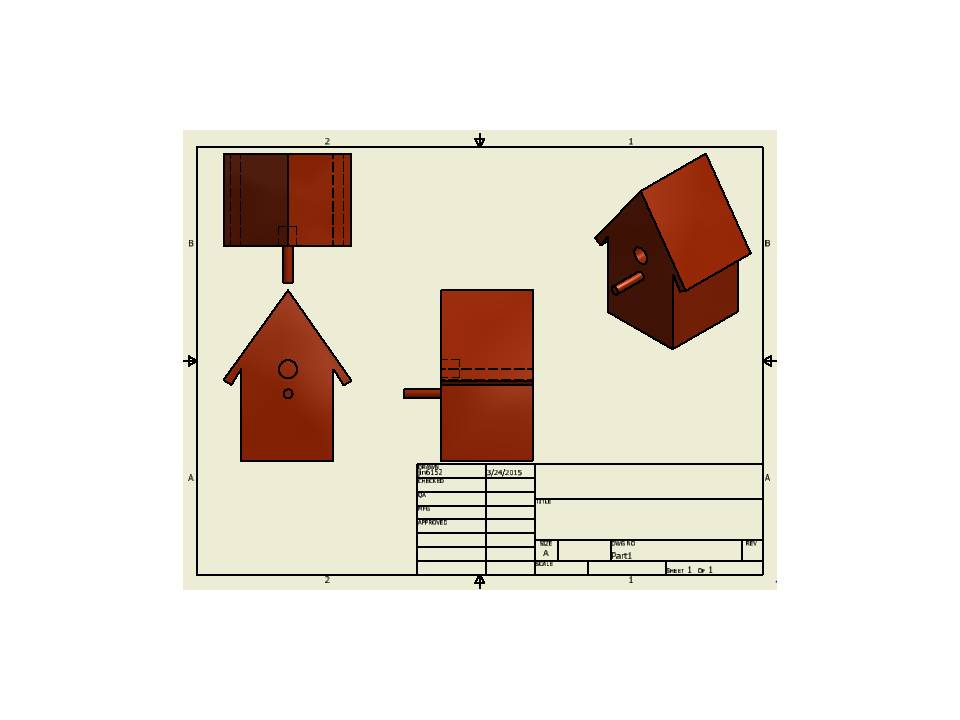 2 1
B B
A A
DRAWN
jin6152 3/24/2015
CHECKED
QA
TITLE
MFG
APPROVED
SIZE DWG NO REV
A Part1
SCALE
SHEET 1 OF 1
2 1